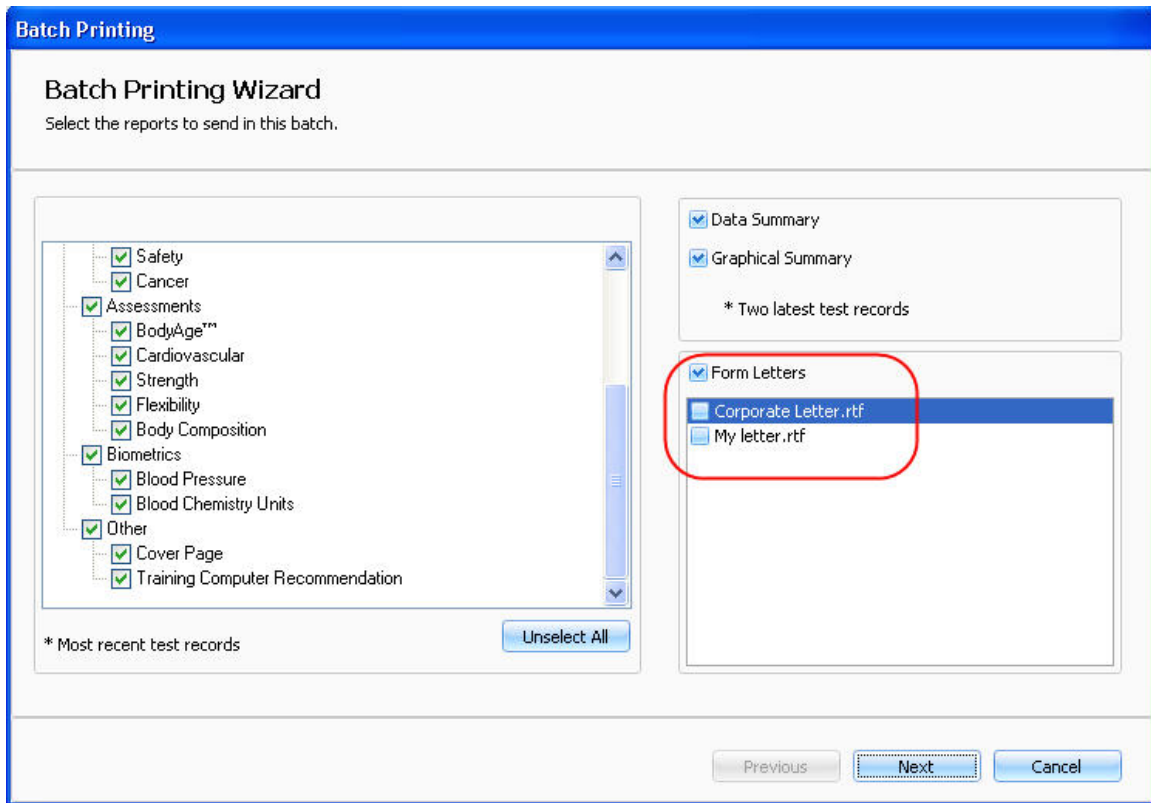 Batch Printing
Batch Printing Wizard
Select the reports to send in this batch.
Safety
Cancer
Assessments
BodyAge™
Cardiovascular
Strength
Flexibility
Body Composition
Biometrics
Blood Pressure
Blood Chemistry Units
Other
Cover Page
Training Computer Recommendation
* Most recent test records
Unselect All
Data Summary
Graphical Summary
* Two latest test records
Form Letters
Corporate Letter.rtf
My letter.rtf
Previous
Next
Cancel